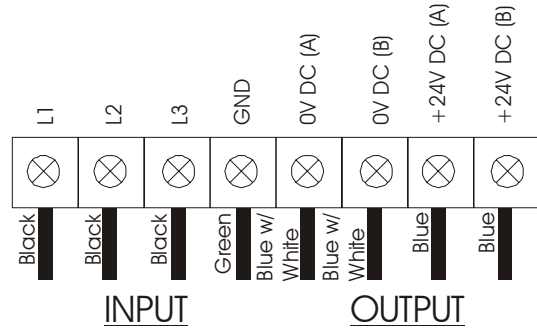 L1
L2
L3
GND
0V DC (A)
0V DC (B)
+24V DC (A)
+24V DC (B)
Black
Black
Black
Green
Blue w/
White
Blue w/
White
Blue
Blue
INPUT
OUTPUT